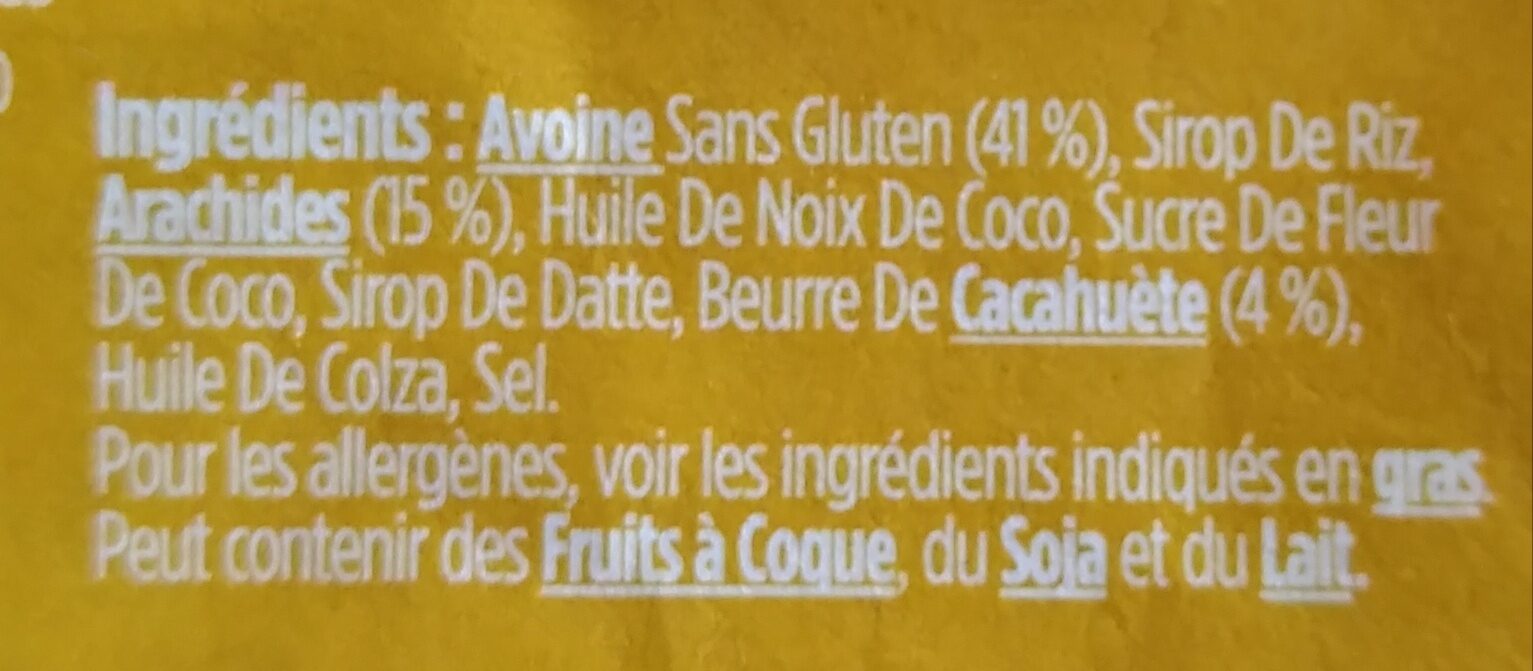 Ingrédients : Avoine Sans Gluten (41 %), Sirop De Riz,
Arachides (15 %), Huile De Noix De Coco, Sucre De Fleur
De Coco, Sirop De Datte, Beurre De Cacahuète (4 %),
Huile De Colza, Sel.
Pour les allergènes, voir les ingrédients indiqués en gras.
Peut contenir des Fruits à Coque, du Soja et du Lait.